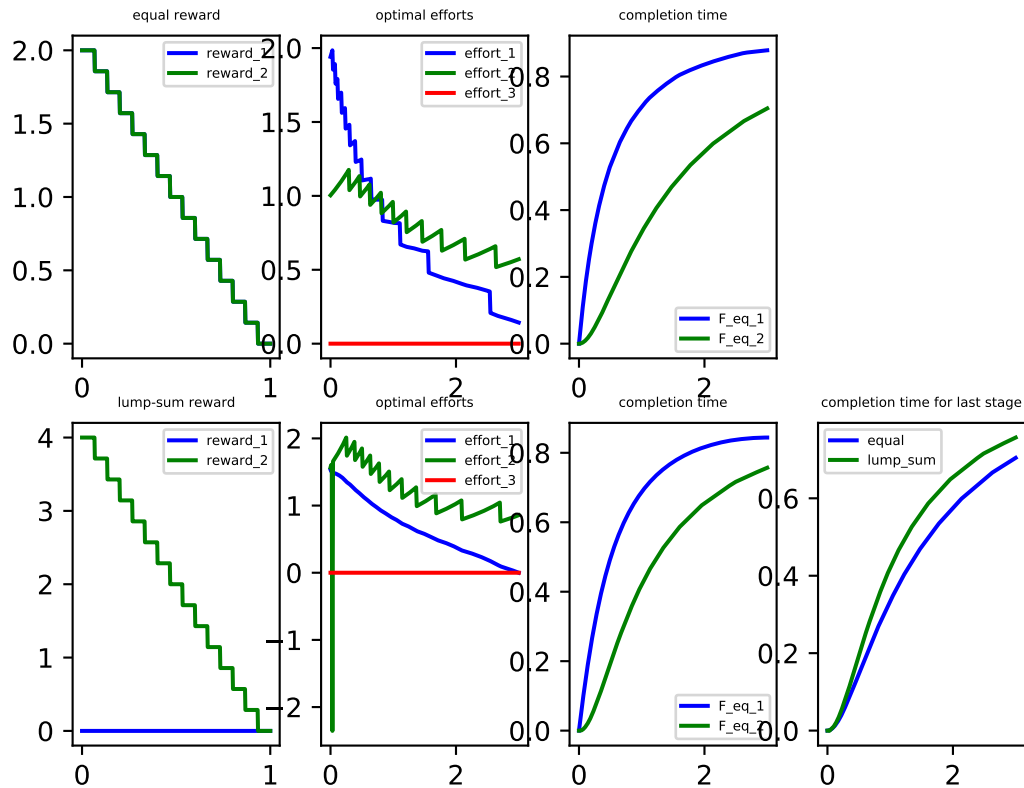 equal reward
optimal efforts
completion time
reward_1
reward_2
effort_1
effort_2
effort_3
F_eq_1
F_eq_2
2.0
1.5
1.0
0.5
0.0
0
1
2.0
1.5
1.0
0.5
0.0
0
2
0.8
0.6
0.4
0.2
0.0
0
2
lump-sum reward
optimal efforts
completion time
completion time for last stage
reward_1
reward_2
effort_1
effort_2
effort_3
F_eq_1
F_eq_2
equal
lump_sum
4
3
2
1
0
0
1
2
1
0
−1
−2
0
2
0.8
0.6
0.4
0.2
0.0
0
2
0.6
0.4
0.2
0.0
0
2